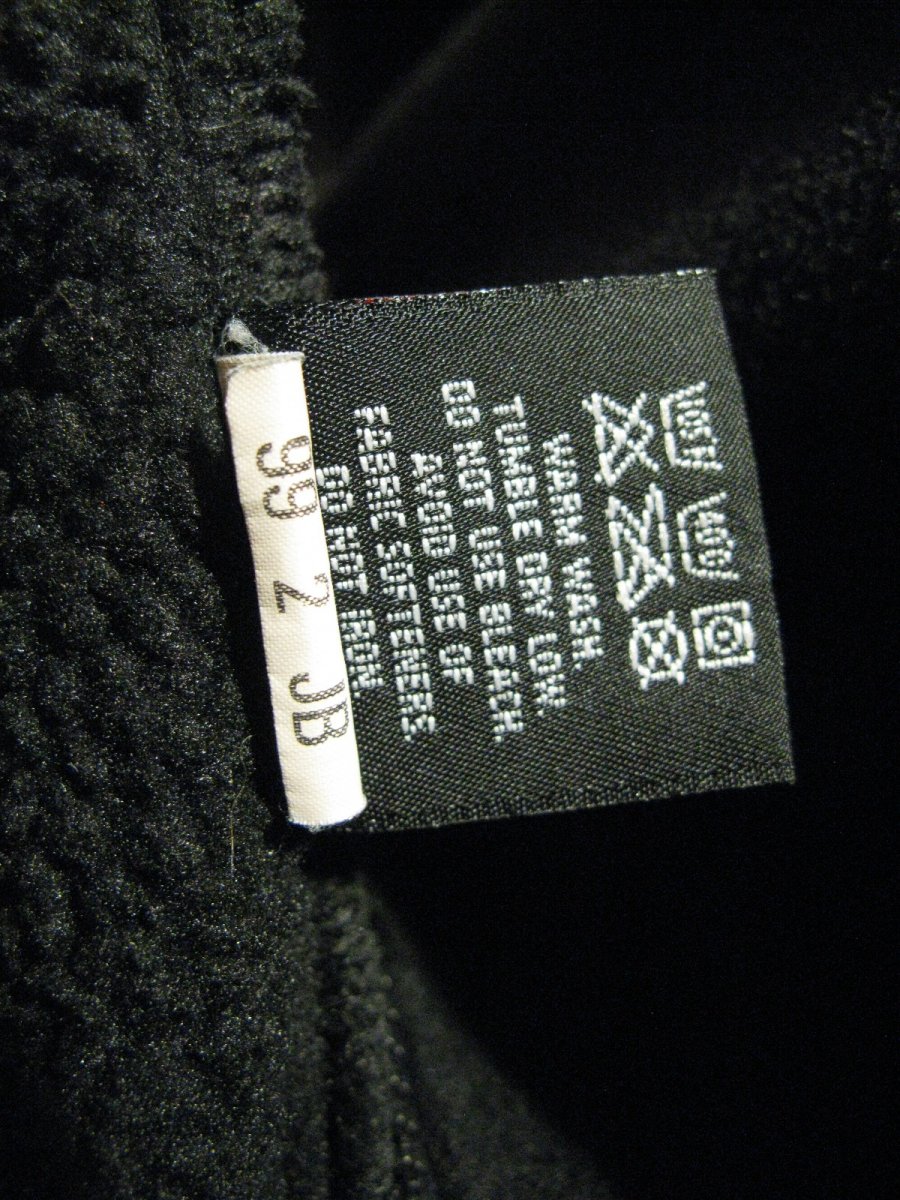 WARM WASH.
TUMBLE DRY LOW.
DO NOT USE BLEACH.
AVOID USE OF
FABRIC SOFTENERS.
DO NOT IRON
99 2 JB